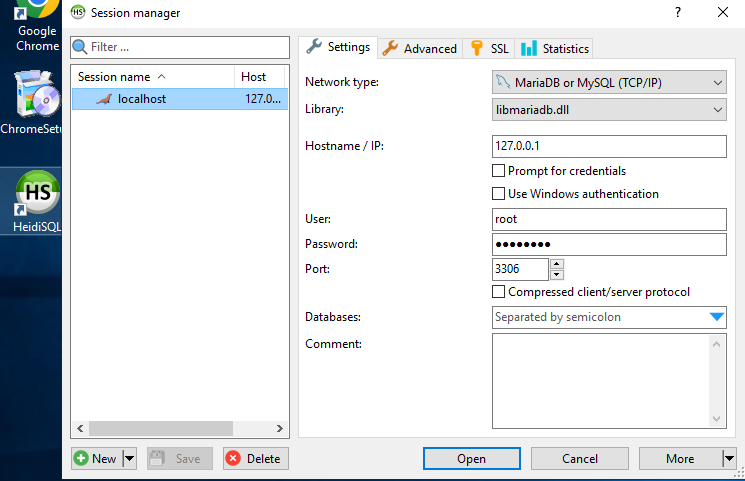 Google
Chrome
ChromeSetu
HS
HeidiSQL
HS Session manager
Filter ...
Session name Host
localhost 127.0...
New
Save
Delete
Settings Advanced SSL Statistics
Network type: MariaDB or MySQL (TCP/IP)
Library: libmariadb.dll
Hostname / IP: 127.0.0.1
Prompt for credentials
Use Windows authentication
User: root
Password: ●●●●●●●●
Port: 3306
Compressed client/server protocol
Databases: Separated by semicolon
Comment:
Open Cancel More